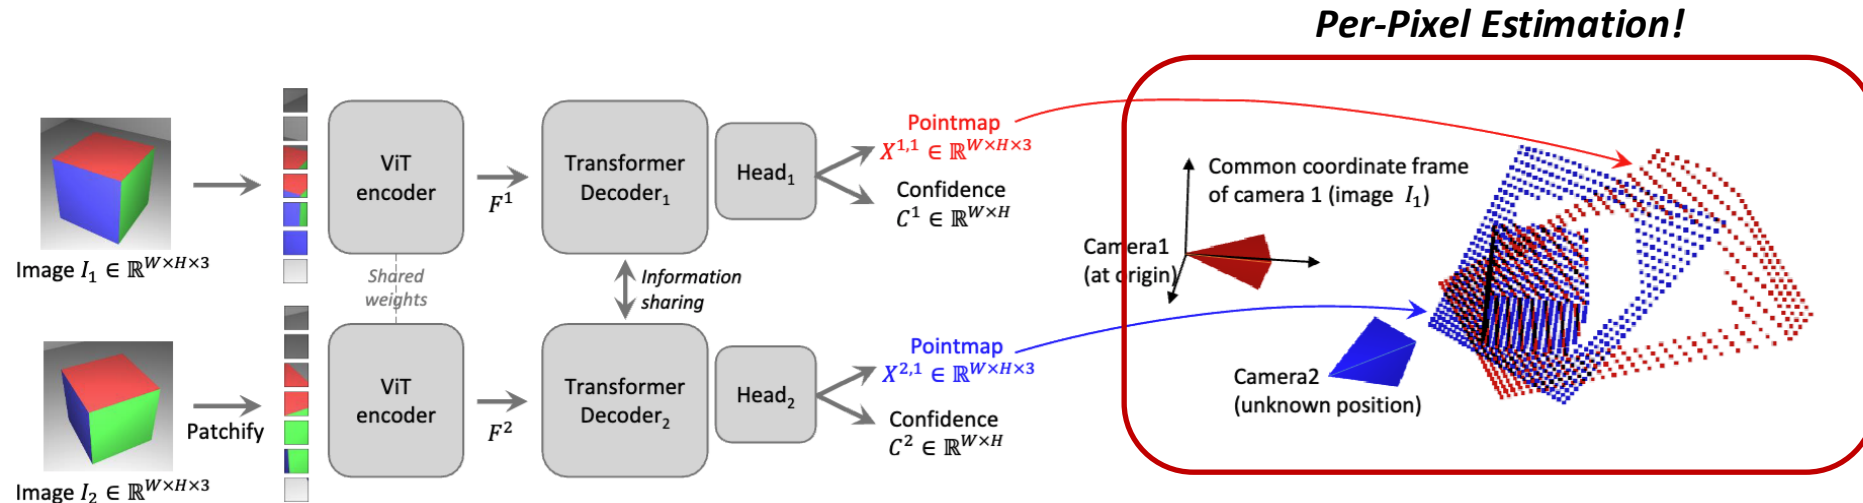 Per-Pixel Estimation!
Image I₁ ∈ ℝ^{W×H×3}
ViT
encoder
F¹
Transformer
Decoder₁
Head₁
Pointmap
X^{1,1} ∈ ℝ^{W×H×3}
Confidence
C¹ ∈ ℝ^{W×H}
Shared
weights
Information
sharing
Common coordinate frame
of camera 1 (image I₁)
Camera1
(at origin)
Image I₂ ∈ ℝ^{W×H×3}
Patchify
ViT
encoder
F²
Transformer
Decoder₂
Head₂
Pointmap
X^{2,1} ∈ ℝ^{W×H×3}
Confidence
C² ∈ ℝ^{W×H}
Camera2
(unknown position)